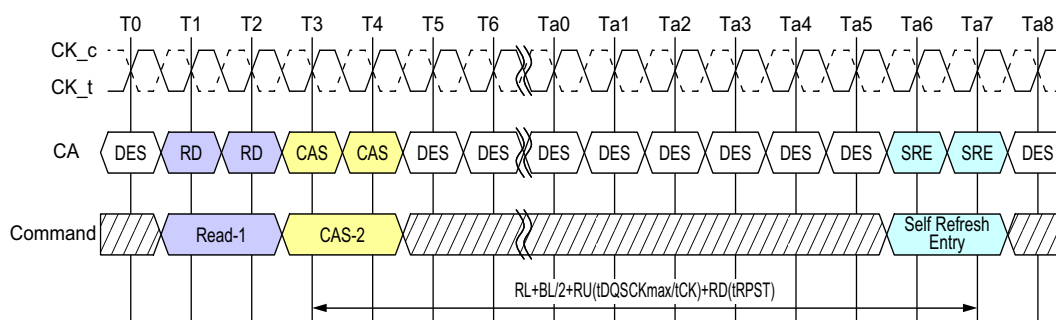 T0 T1 T2 T3 T4 T5 T6 Ta0 Ta1 Ta2 Ta3 Ta4 Ta5 Ta6 Ta7 Ta8
CK_c
CK_t
CA DES RD RD CAS CAS DES DES DES DES DES DES DES DES SRE SRE DES
Command Read-1 CAS-2 Self Refresh
Entry
RL+BL/2+RU(tDQSCKmax/tCK)+RD(tRPST)